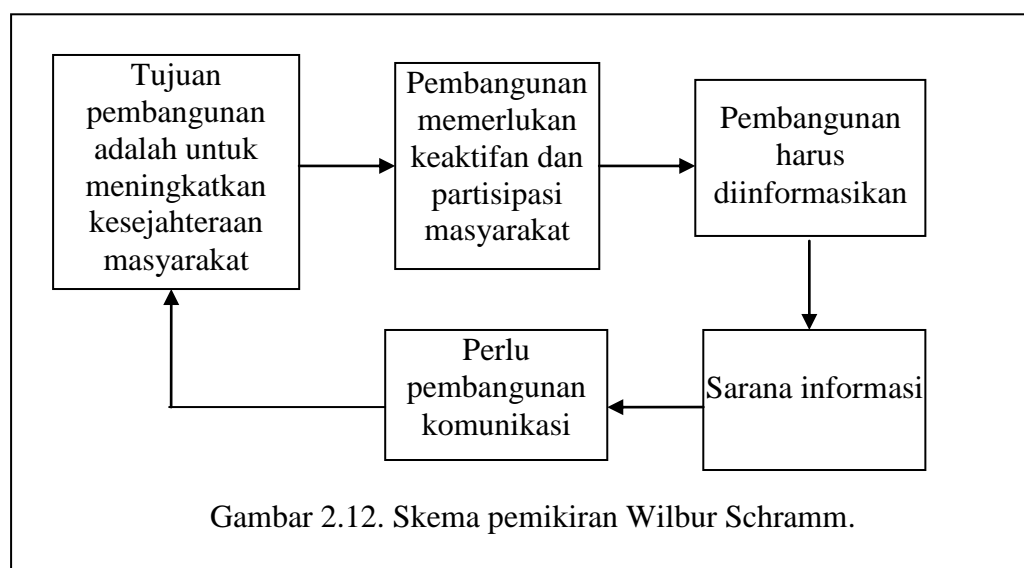 Tujuan
pembangunan
adalah untuk
meningkatkan
kesejahteraan
masyarakat
Pembangunan
memerlukan
keaktifan dan
partisipasi
masyarakat
Pembangunan
harus
diinformasikan
Sarana informasi
Perlu
pembangunan
komunikasi
Gambar 2.12. Skema pemikiran Wilbur Schramm.